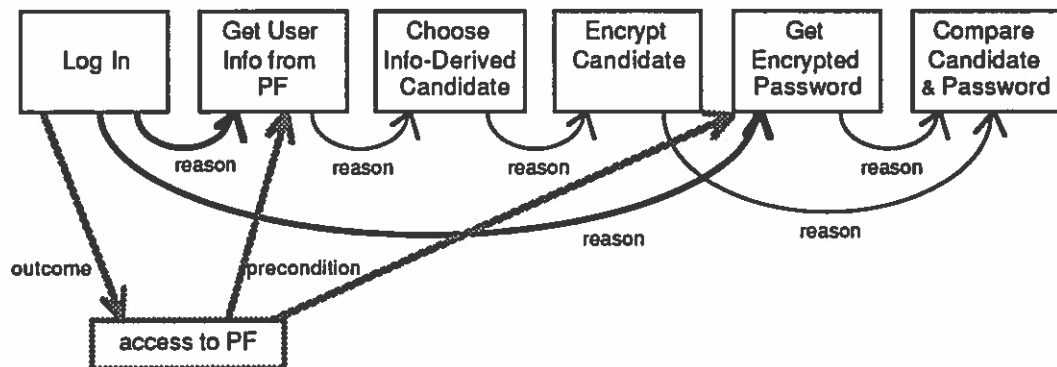 Log In
Get User
Info from
PF
Choose
Info-Derived
Candidate
Encrypt
Candidate
Get
Encrypted
Password
Compare
Candidate
& Password
reason
reason
reason
reason
reason
reason
outcome
precondition
access to PF